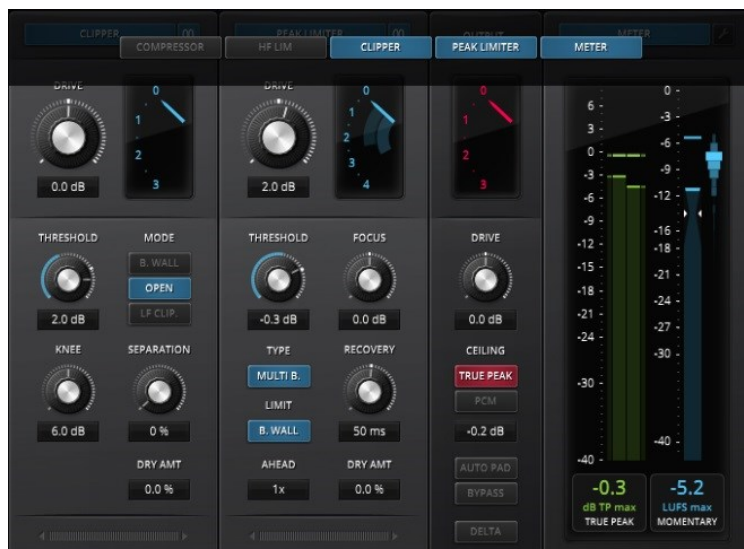 CLIPPER 00 PEAK LIMITER 00 OUTPUT METER
COMPRESSOR HF LIM CLIPPER PEAK LIMITER METER
DRIVE
0
1
2
3
0.0 dB
THRESHOLD
2.0 dB
MODE
B. WALL
OPEN
LF CLIP.
KNEE
6.0 dB
SEPARATION
0 %
DRY AMT
0.0 %
DRIVE
0
1
2
3
4
2.0 dB
THRESHOLD
-0.3 dB
FOCUS
0.0 dB
TYPE
MULTI B.
LIMIT
B. WALL
RECOVERY
50 ms
AHEAD
1x
DRY AMT
0.0 %
0
1
2
3
DRIVE
0.0 dB
CEILING
TRUE PEAK
PCM
-0.2 dB
AUTO PAD
BYPASS
DELTA
6
3
0
-3
-6
-9
-12
-15
-18
-21
-24
-30
-40
0
-3
-6
-9
-12
-16
-18
-21
-24
-27
-30
-40
-0.3
dB TP max
TRUE PEAK
-5.2
LUFS max
MOMENTARY